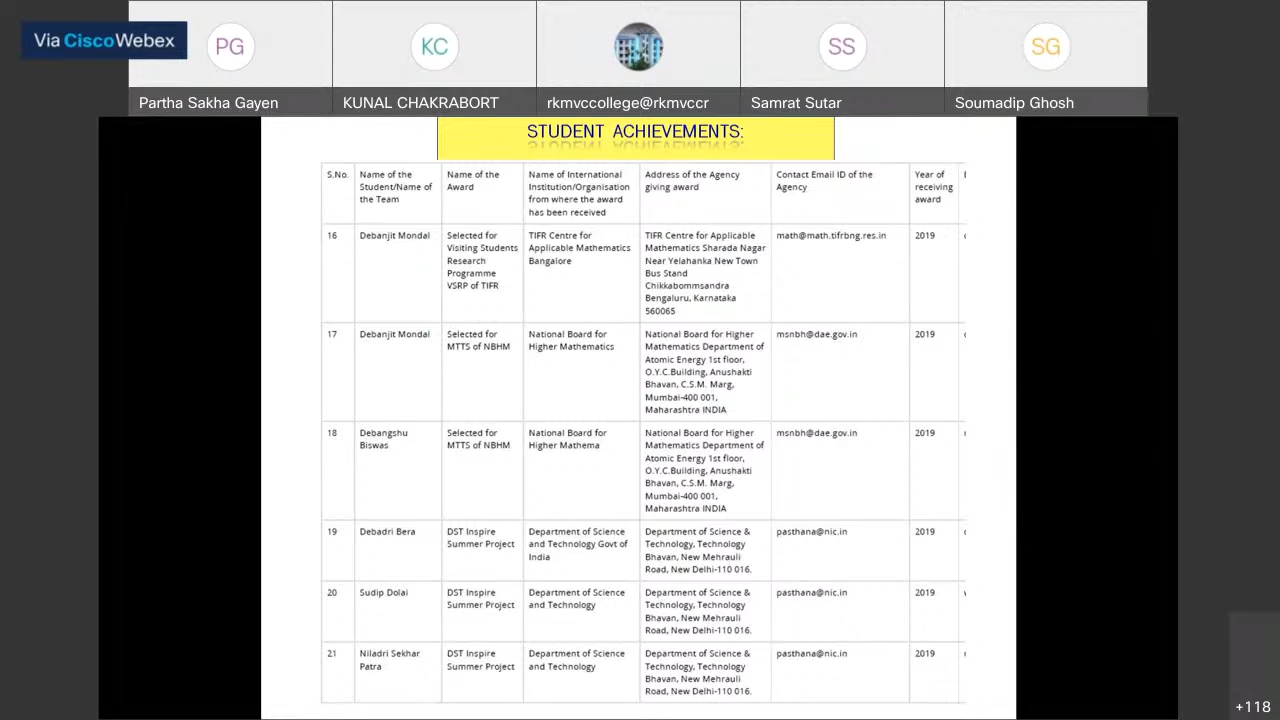 Via CiscoWebex
PG
KC
SS
SG
Partha Sakha Gayen
KUNAL CHAKRABORT
rkmvccollege@rkmvccr
Samrat Sutar
Soumadip Ghosh
STUDENT ACHIEVEMENTS:
S.No.
Name of the
Student/Name of
the Team
Name of the
Award
Name of International
Institution/Organisation
from where the award
has been received
Address of the Agency
giving award
Contact Email ID of the
Agency
Year of
receiving
award
16
Debanjit Mondal
Selected for
Visiting Students
Research
Programme
VSRP of TIFR
TIFR Centre for
Applicable Mathematics
Bangalore
TIFR Centre for Applicable
Mathematics Sharada Nagar
Near Yelahanka New Town
Bus Stand
Chikkabommsandra
Bengaluru, Karnataka
560065
math@math.tifrbng.res.in
2019
17
Debanjit Mondal
Selected for
MTTS of NBHM
National Board for
Higher Mathematics
National Board for Higher
Mathematics Department of
Atomic Energy 1st floor,
O.Y.C.Building, Anushakti
Bhavan, C.S.M. Marg,
Mumbai-400 001,
Maharashtra INDIA
msnbh@dae.gov.in
2019
18
Debangshu
Biswas
Selected for
MTTS of NBHM
National Board for
Higher Mathema
National Board for Higher
Mathematics Department of
Atomic Energy 1st floor,
O.Y.C.Building, Anushakti
Bhavan, C.S.M. Marg,
Mumbai-400 001,
Maharashtra INDIA
msnbh@dae.gov.in
2019
19
Debadri Bera
DST Inspire
Summer Project
Department of Science
and Technology Govt of
India
Department of Science &
Technology, Technology
Bhavan, New Mehrauli
Road, New Delhi-110 016.
pasthana@nic.in
2019
20
Sudip Dolai
DST Inspire
Summer Project
Department of Science
and Technology
Department of Science &
Technology, Technology
Bhavan, New Mehrauli
Road, New Delhi-110 016.
pasthana@nic.in
2019
21
Niladri Sekhar
Patra
DST Inspire
Summer Project
Department of Science
and Technology
Department of Science &
Technology, Technology
Bhavan, New Mehrauli
Road, New Delhi-110 016.
pasthana@nic.in
2019
+118